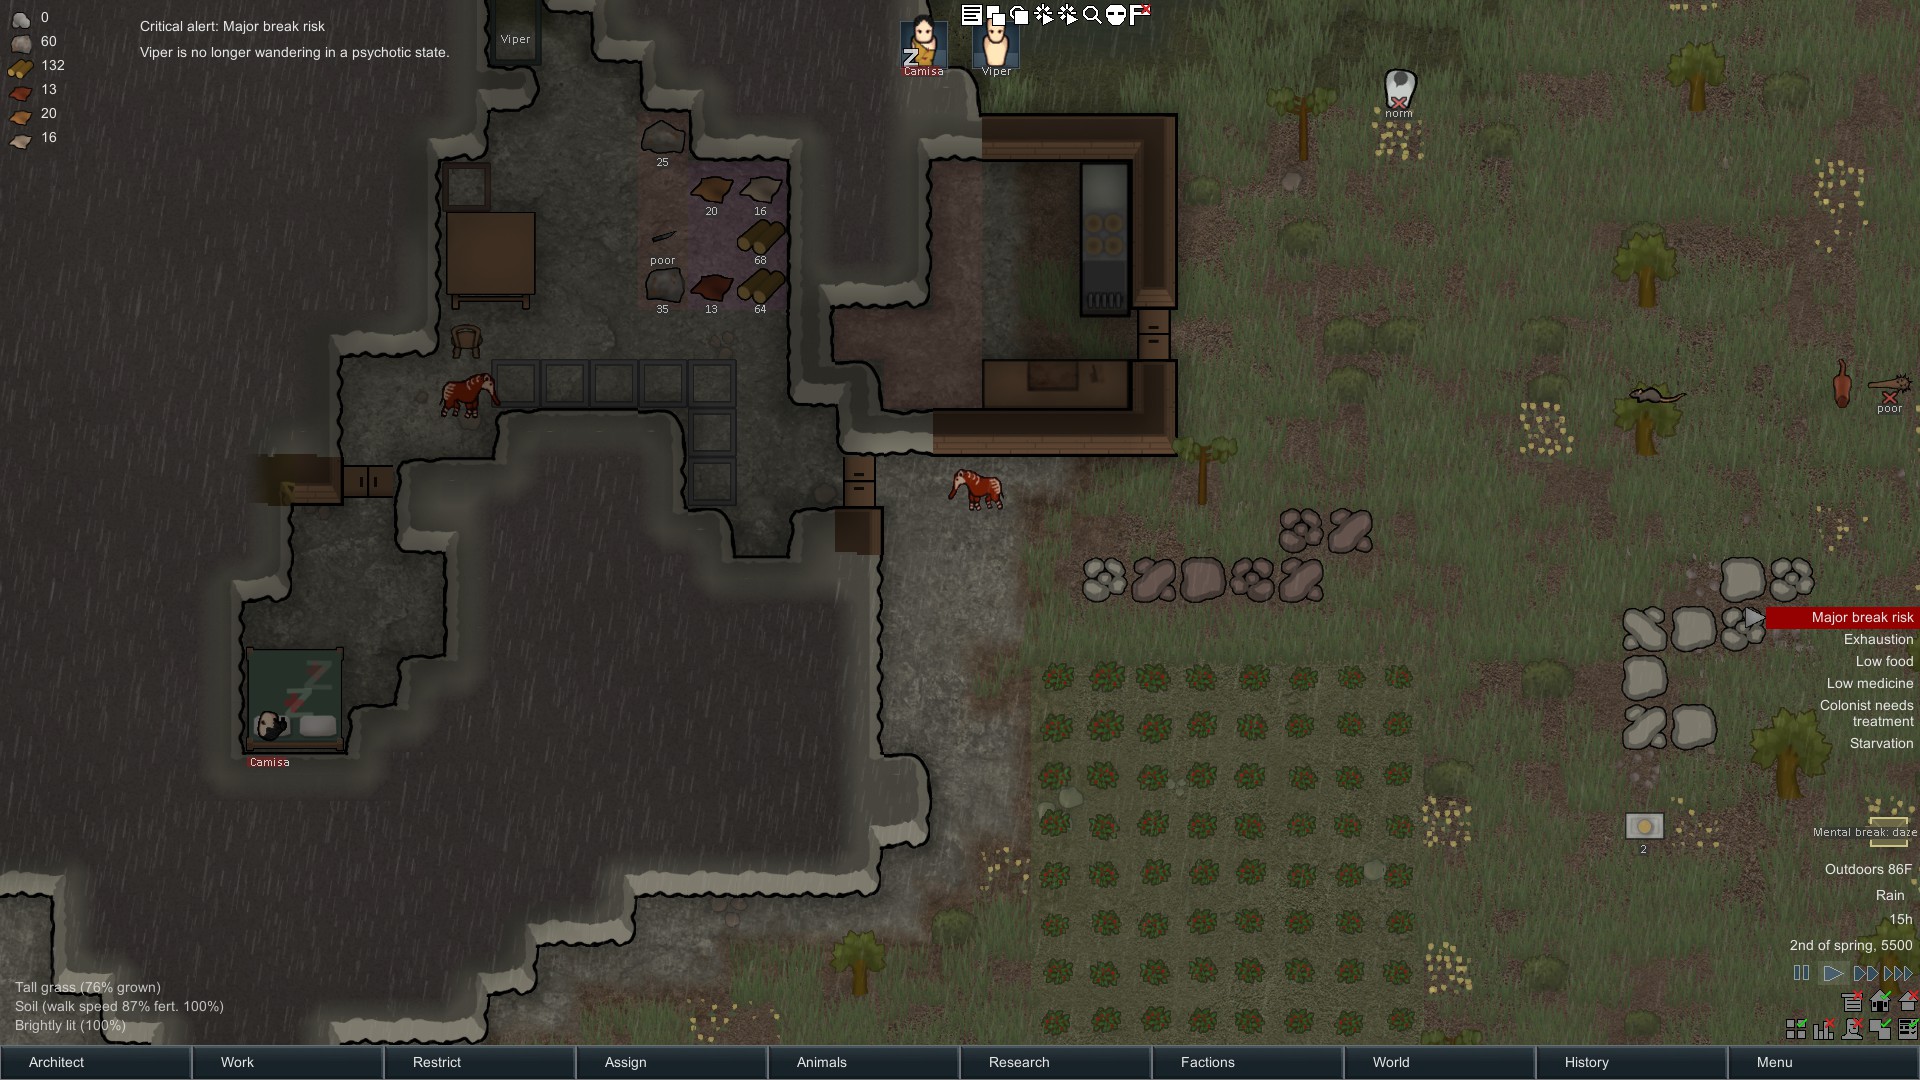 0
60
132
13
20
16
Critical alert: Major break risk
Viper is no longer wandering in a psychotic state.
Viper
Z
Camisa
Viper
norm
25
20
16
poor
68
35
13
64
poor
Z
Z
Camisa
Major break risk
Exhaustion
Low food
Low medicine
Colonist needs
treatment
Starvation
2
Mental break: daze
Outdoors 86F
Rain
15h
2nd of spring, 5500
Tall grass (76% grown)
Soil (walk speed 87% fert. 100%)
Brightly lit (100%)
Architect
Work
Restrict
Assign
Animals
Research
Factions
World
History
Menu